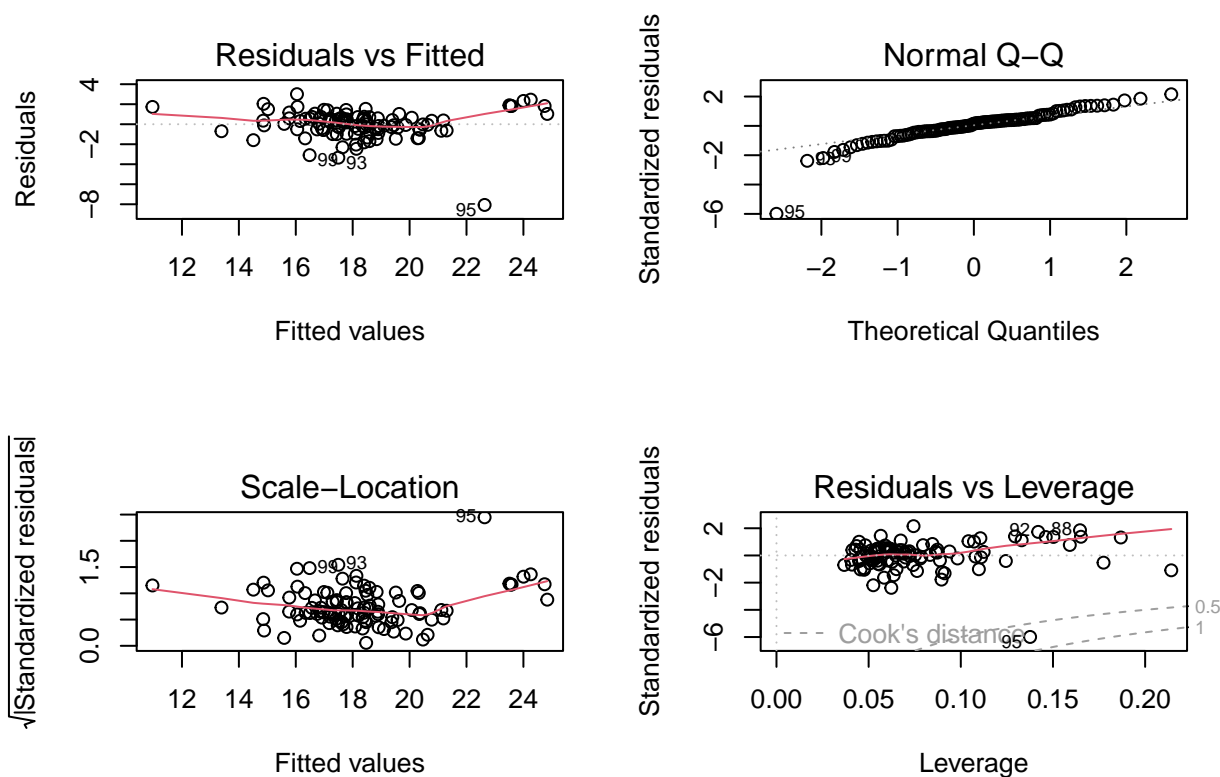 Residuals vs Fitted
Residuals
4
−2
−8
99
93
95
12 14 16 18 20 22 24
Fitted values
Normal Q−Q
Standardized residuals
2
−2
−6
95
−2 −1 0 1 2
Theoretical Quantiles
Scale−Location
√|Standardized residuals|
1.5
0.0
95
99
93
12 14 16 18 20 22 24
Fitted values
Residuals vs Leverage
Standardized residuals
2
−2
−6
92
88
95
Cook's distance
0.5
1
0.00 0.05 0.10 0.15 0.20
Leverage